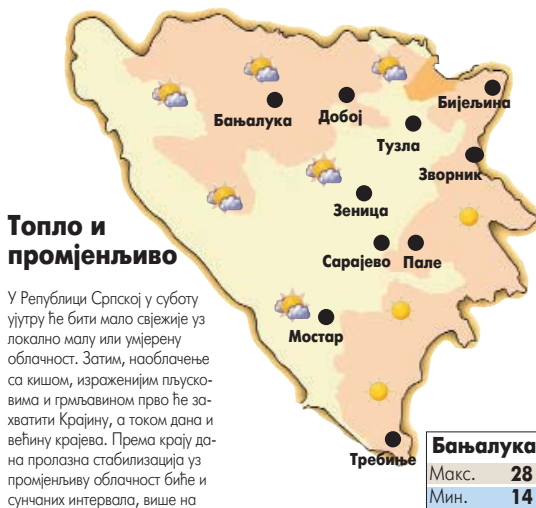 Бањалука
Добој
Бијељина
Тузла
Зворник
Зеница
Сарајево
Пале
Мостар
Требиње
Топло и
промјенљиво
У Републици Српској у суботу
ујутру ће бити мало свјежије уз
локално малу или умјерену
облачност. Затим, наоблачење
са кишом, израженијим пљуско-
вима и грмљавином прво ће за-
хватити Крајину, а током дана и
већину крајева. Према крају да-
на пролазна стабилизација уз
промјенљиву облачност биће и
сунчаних интервала, више на
Бањалука
Макс. 28
Мин. 14